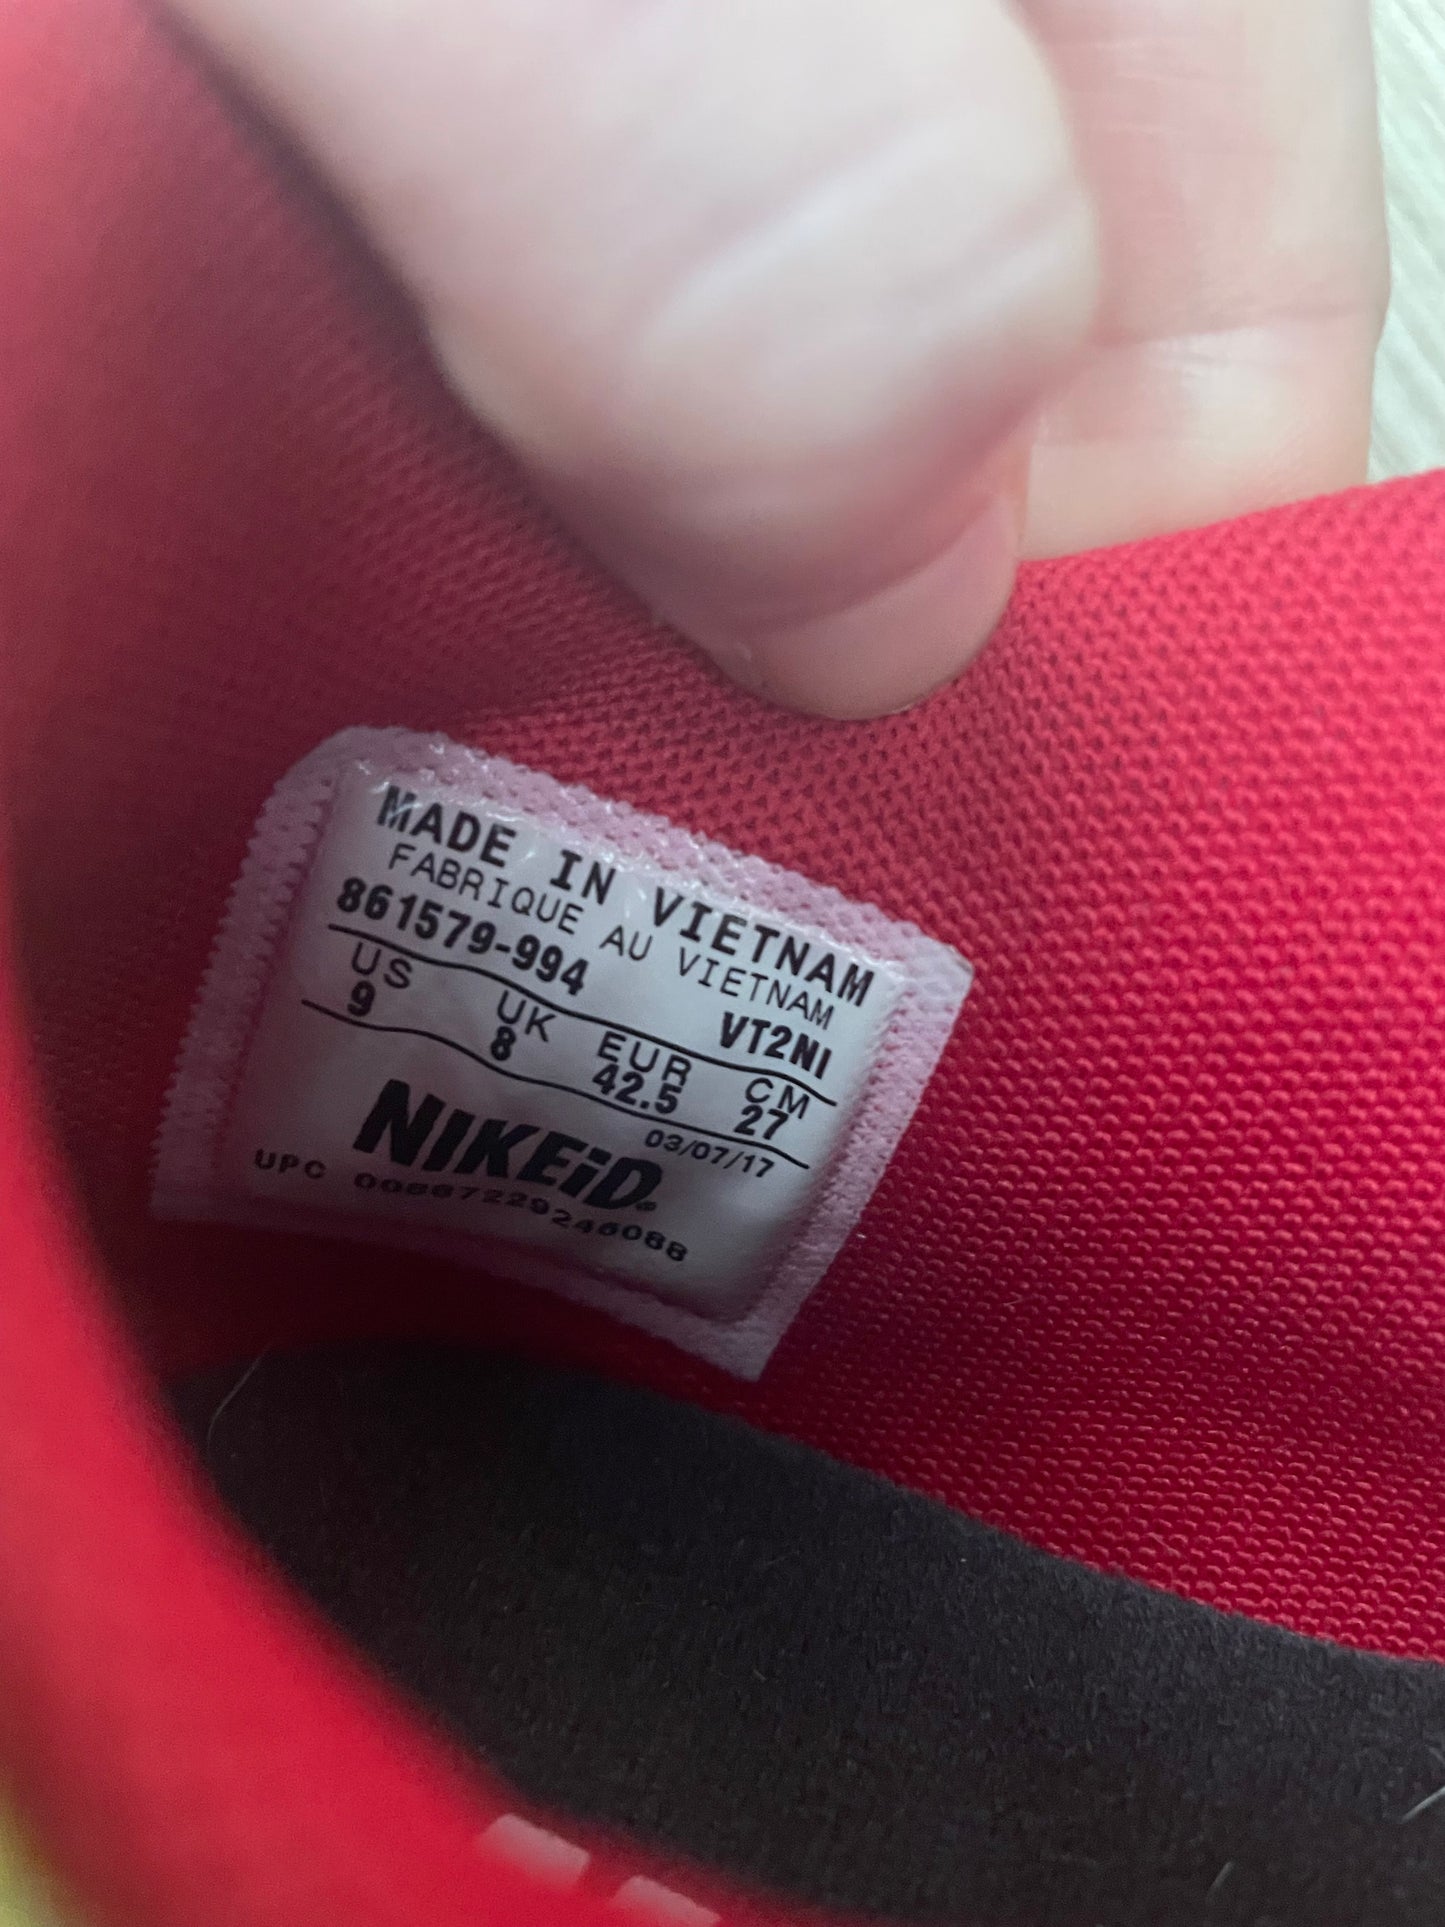 MADE IN VIETNAM
FABRIQUE AU VIETNAM
861579-994 VT2NI
US UK EUR CM
9 8 42.5 27
03/07/17
NIKEiD®
UPC 00887229246088